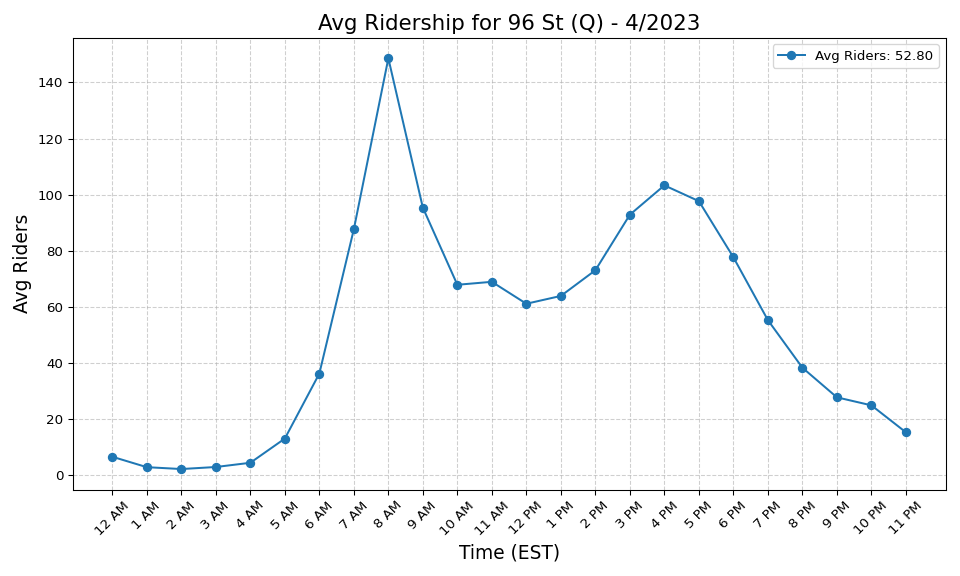 Avg Ridership for 96 St (Q) - 4/2023
Avg Riders: 52.80
Avg Riders
140
120
100
80
60
40
20
0
12 AM
1 AM
2 AM
3 AM
4 AM
5 AM
6 AM
7 AM
8 AM
9 AM
10 AM
11 AM
12 PM
1 PM
2 PM
3 PM
4 PM
5 PM
6 PM
7 PM
8 PM
9 PM
10 PM
11 PM
Time (EST)